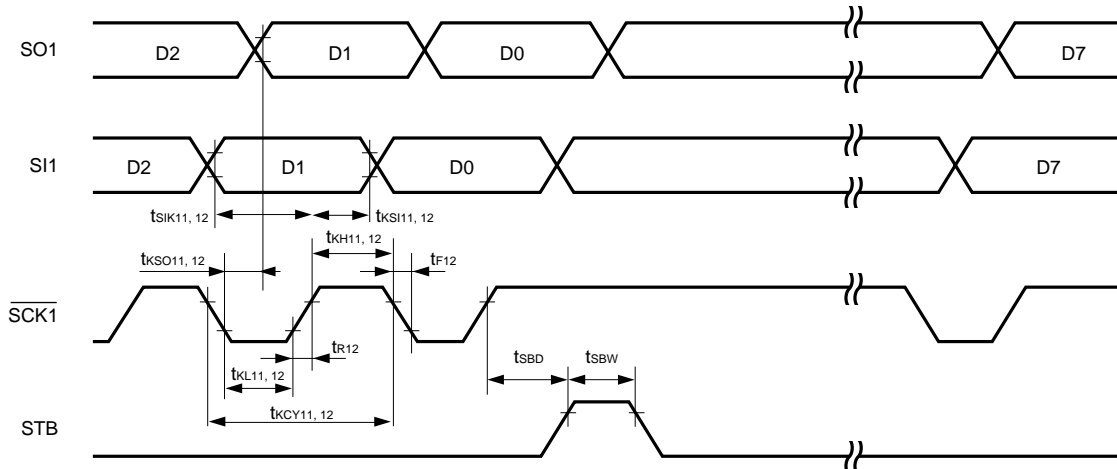 SO1 D2 D1 D0 D7
SI1 D2 D1 D0 D7
tSIK11, 12 tKSI11, 12
tKH11, 12
tKSO11, 12 tF12
SCK1
tR12 tSBD tSBW
tKL11, 12
tKCY11, 12
STB